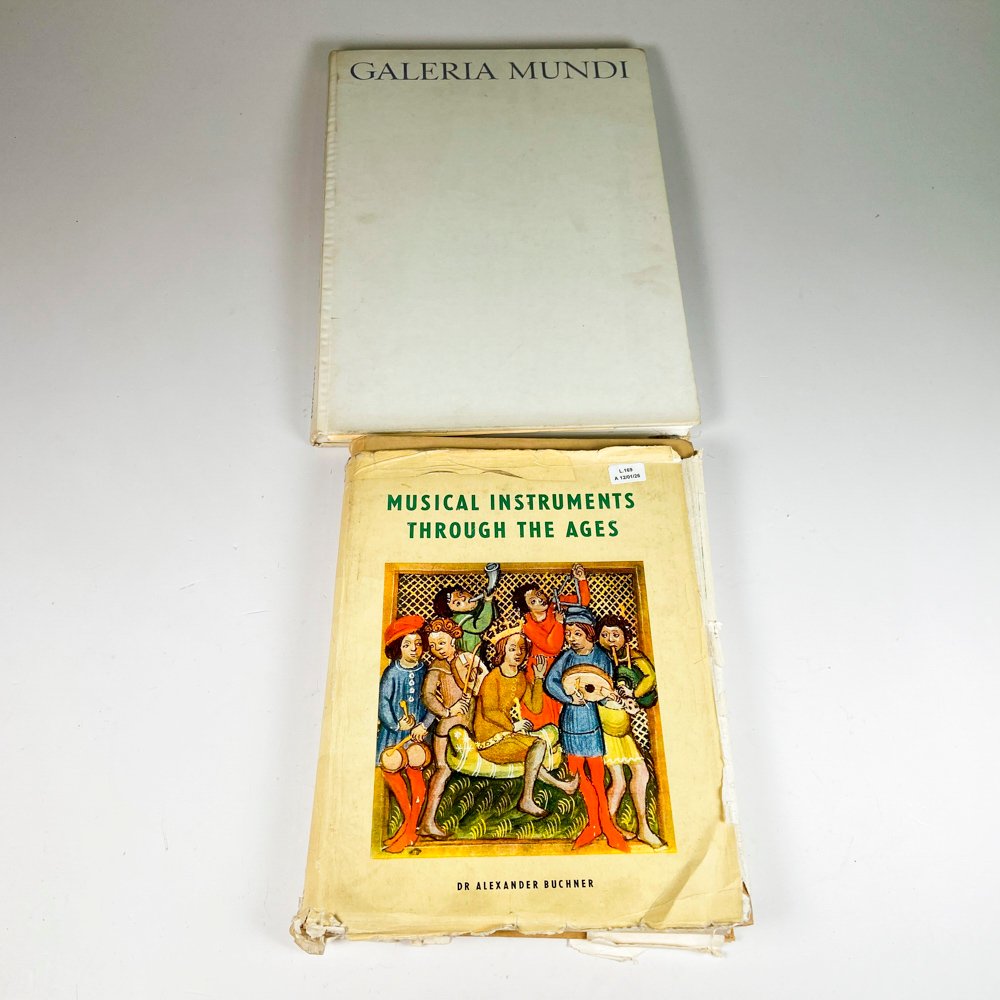 GALERIA MUNDI
L.169
A 12/01/26
MUSICAL INSTRUMENTS
THROUGH THE AGES
DR ALEXANDER BUCHNER